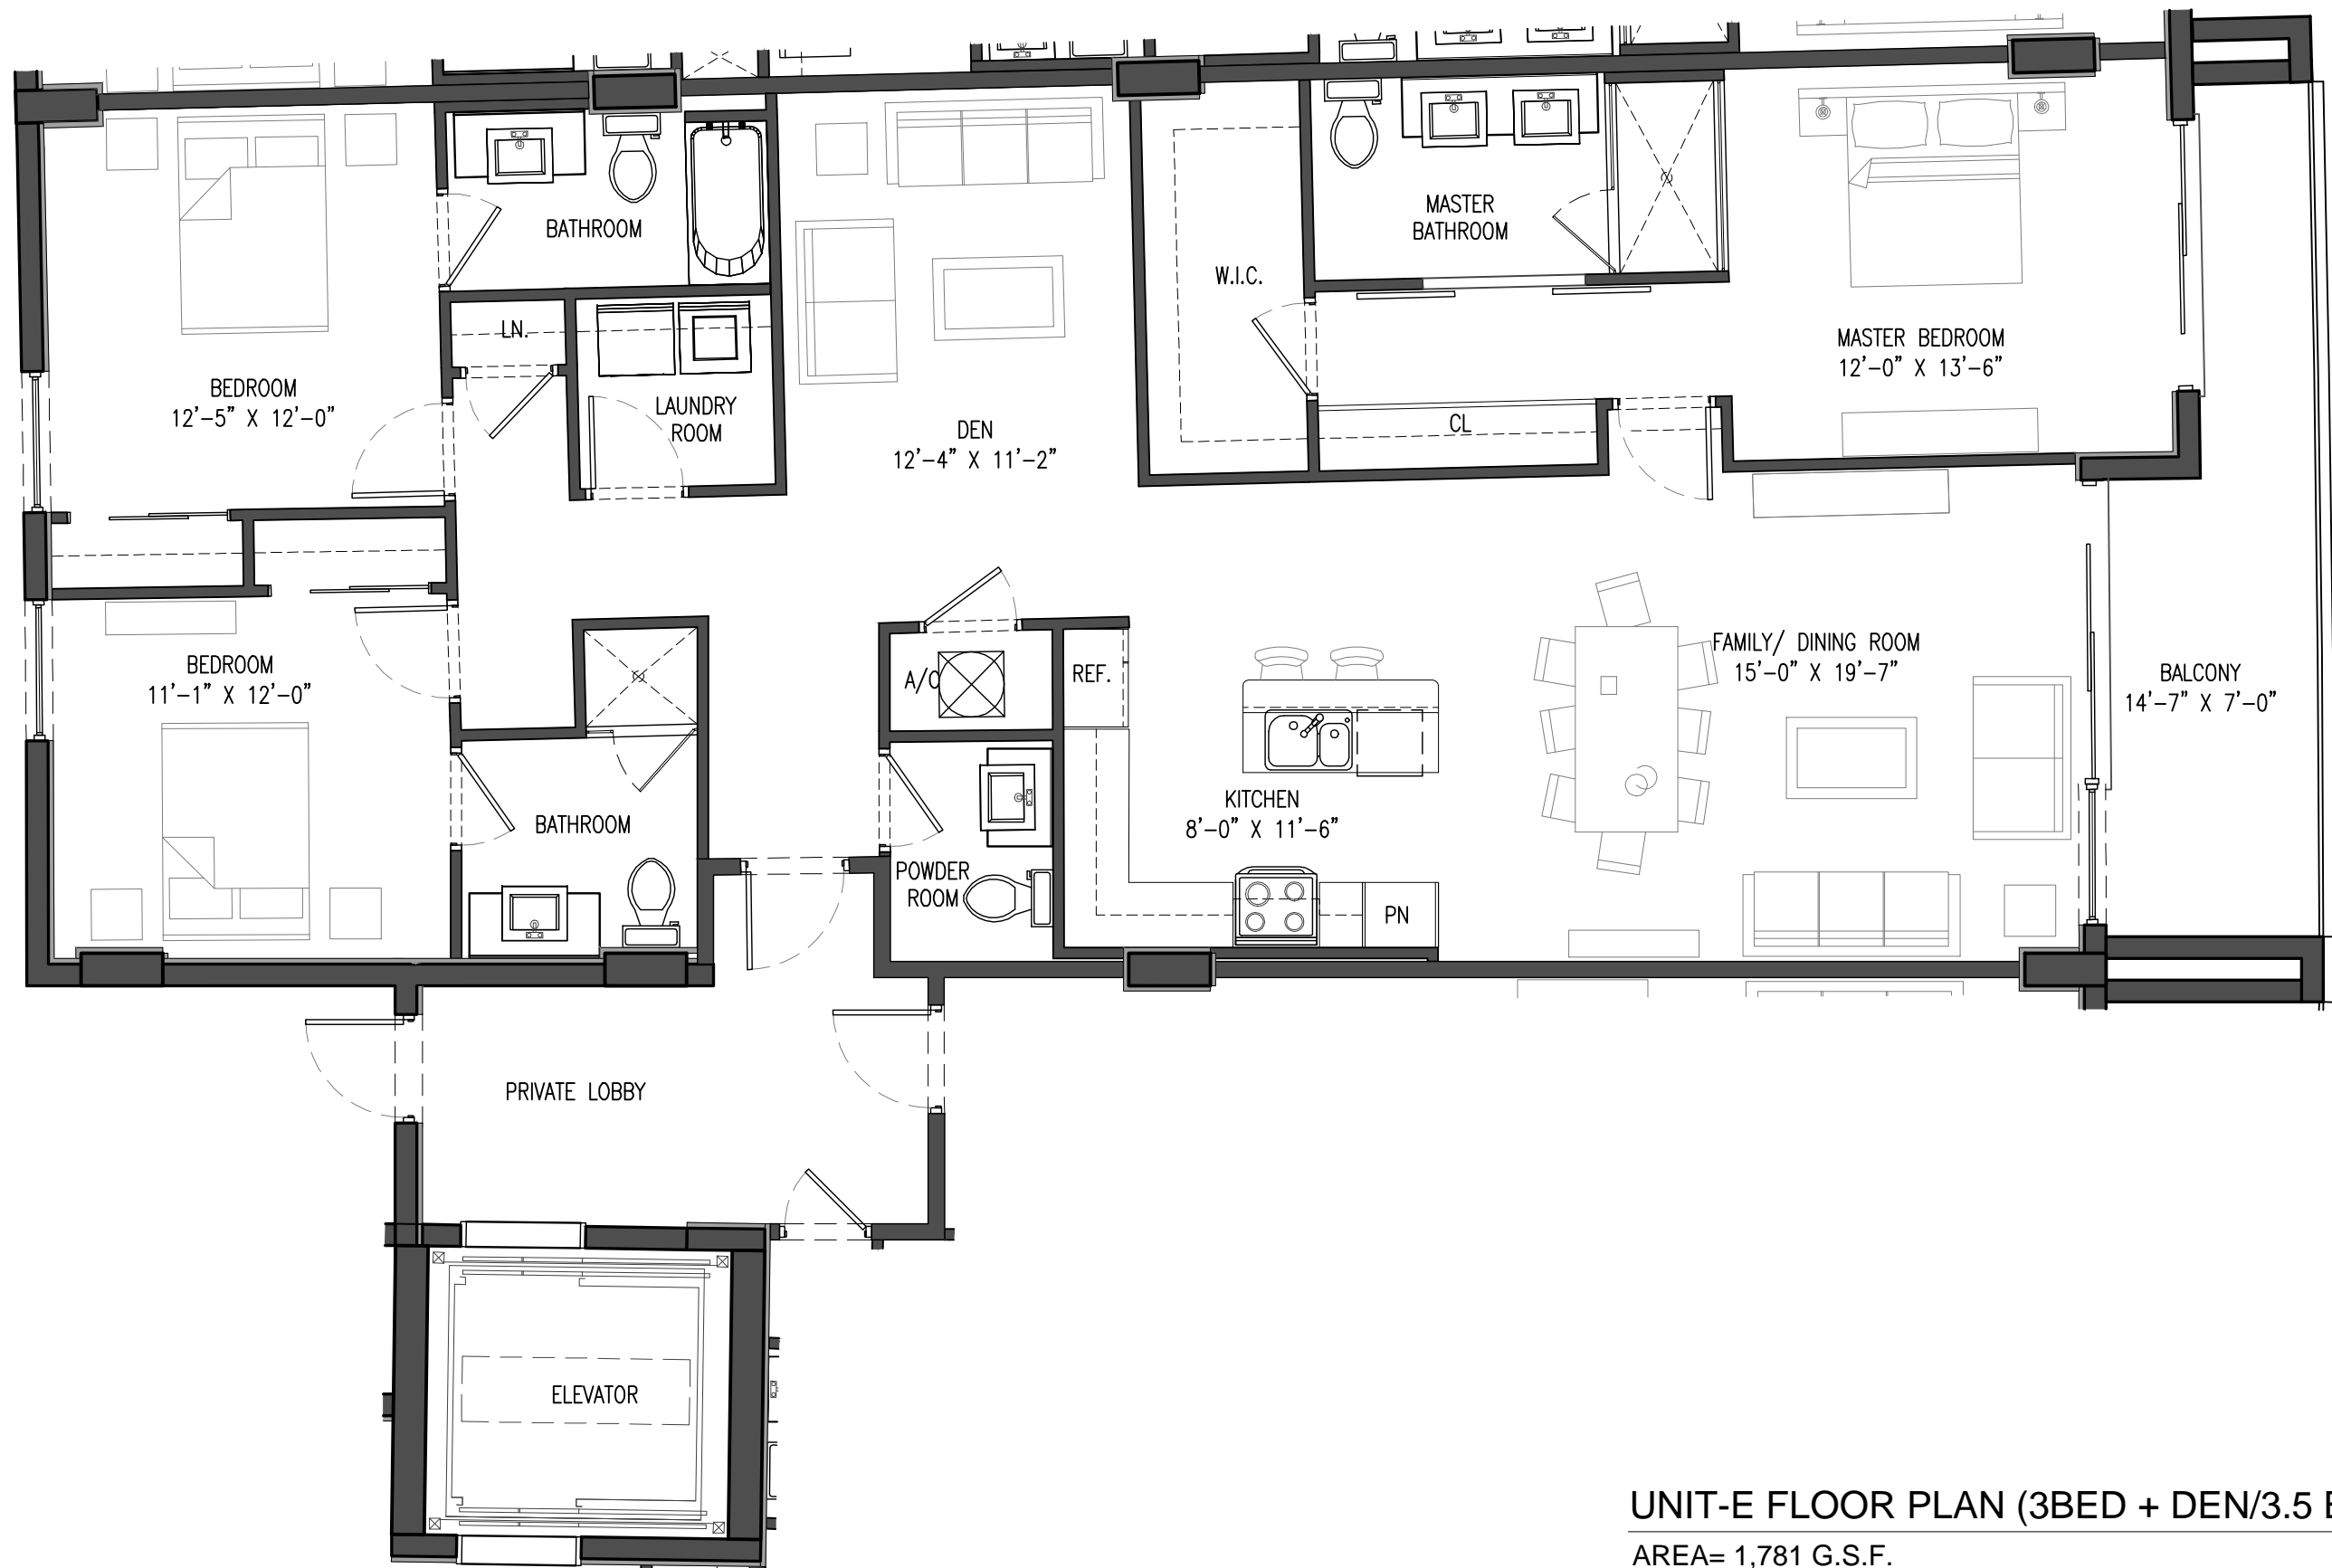 BATHROOM
MASTER
BATHROOM
W.I.C.
LN.
BEDROOM
12'-5" X 12'-0"
LAUNDRY
ROOM
DEN
12'-4" X 11'-2"
CL
MASTER BEDROOM
12'-0" X 13'-6"
BEDROOM
11'-1" X 12'-0"
A/C
REF.
FAMILY/ DINING ROOM
15'-0" X 19'-7"
BALCONY
14'-7" X 7'-0"
BATHROOM
KITCHEN
8'-0" X 11'-6"
POWDER
ROOM
PN
PRIVATE LOBBY
ELEVATOR
UNIT-E FLOOR PLAN (3BED + DEN/3.5
AREA= 1,781 G.S.F.